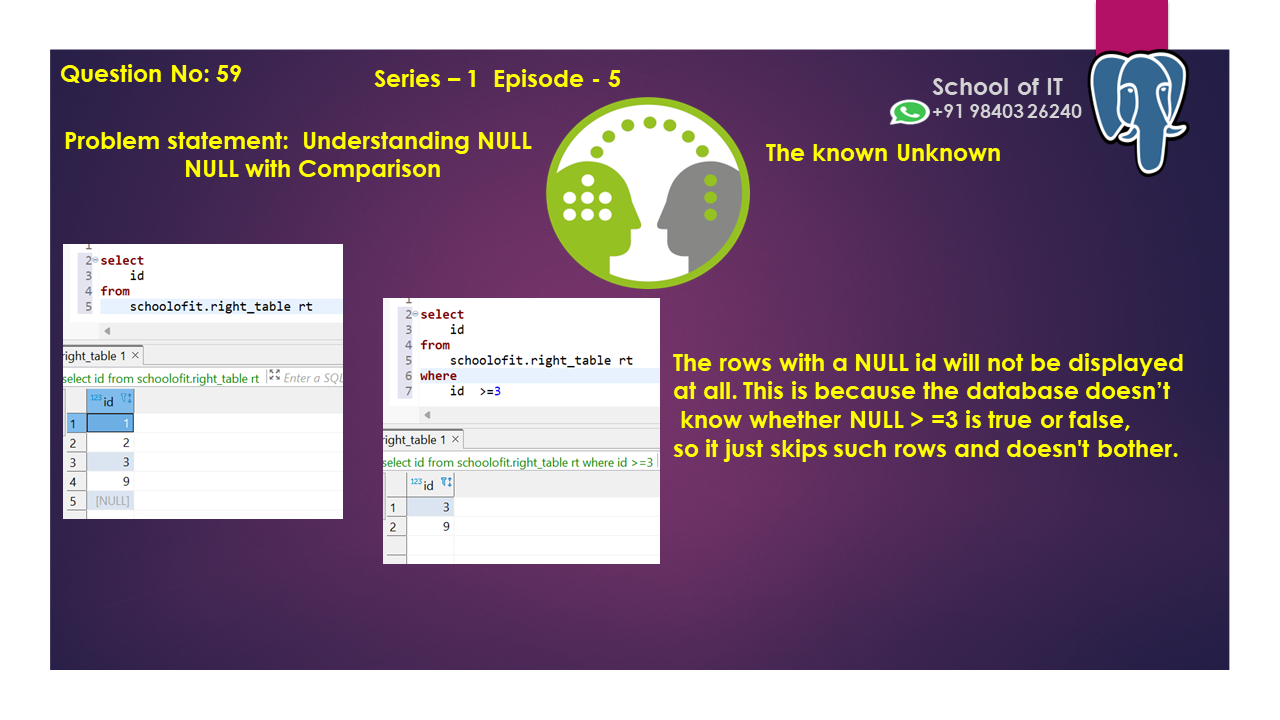 Question No: 59
Series – 1 Episode - 5
School of IT
+91 98403 26240
Problem statement: Understanding NULL
NULL with Comparison
The known Unknown
1
2 select
3 id
4 from
5 schoolofit.right_table rt
right_table 1 ×
select id from schoolofit.right_table rt Enter a SQL
123 id
1 1
2 2
3 3
4 9
5 [NULL]
1
2 select
3 id
4 from
5 schoolofit.right_table rt
6 where
7 id >=3
right_table 1 ×
select id from schoolofit.right_table rt where id >=3
123 id
1 3
2 9
The rows with a NULL id will not be displayed
at all. This is because the database doesn’t
know whether NULL > =3 is true or false,
so it just skips such rows and doesn't bother.